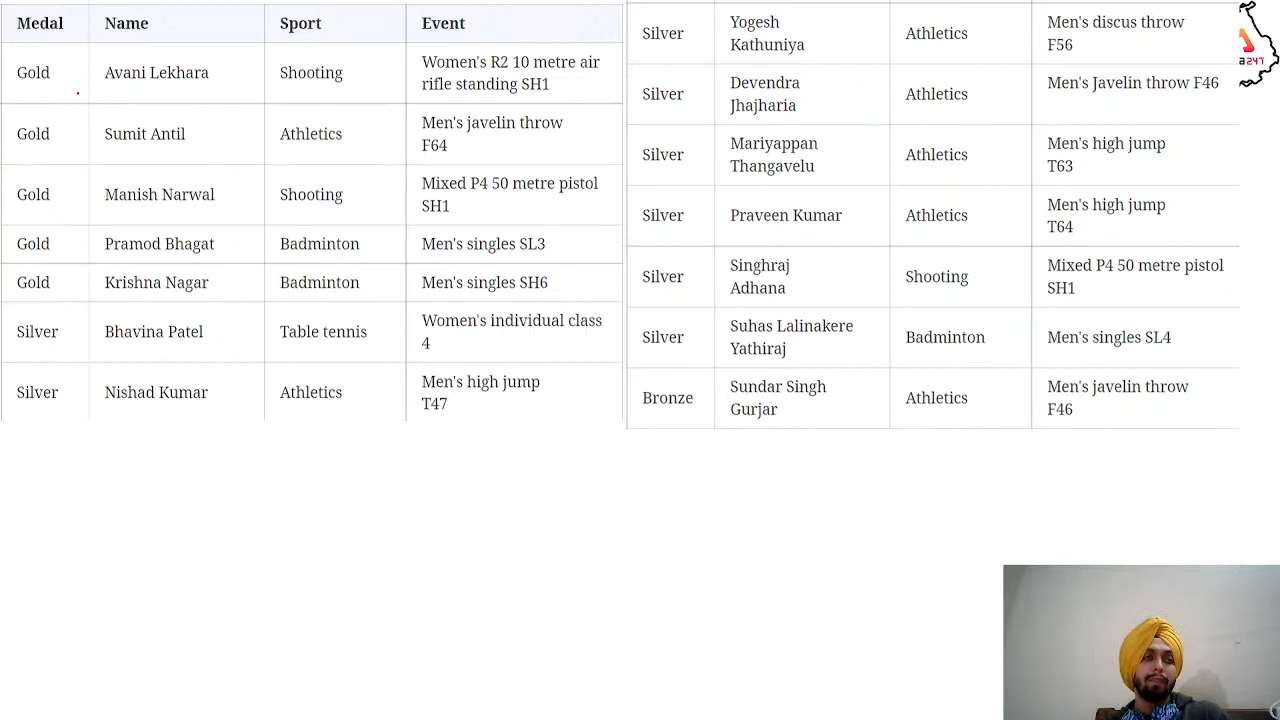 Medal Name Sport Event
Gold Avani Lekhara Shooting Women's R2 10 metre air
rifle standing SH1
Gold Sumit Antil Athletics Men's javelin throw
F64
Gold Manish Narwal Shooting Mixed P4 50 metre pistol
SH1
Gold Pramod Bhagat Badminton Men's singles SL3
Gold Krishna Nagar Badminton Men's singles SH6
Silver Bhavina Patel Table tennis Women's individual class
4
Silver Nishad Kumar Athletics Men's high jump
T47
Silver Yogesh Athletics Men's discus throw
Kathuniya F56
Silver Devendra Athletics Men's Javelin throw F46
Jhajharia
Silver Mariyappan Athletics Men's high jump
Thangavelu T63
Silver Praveen Kumar Athletics Men's high jump
T64
Silver Singhraj Shooting Mixed P4 50 metre pistol
Adhana SH1
Silver Suhas Lalinakere Badminton Men's singles SL4
Yathiraj
Bronze Sundar Singh Athletics Men's javelin throw
Gurjar F46
a247